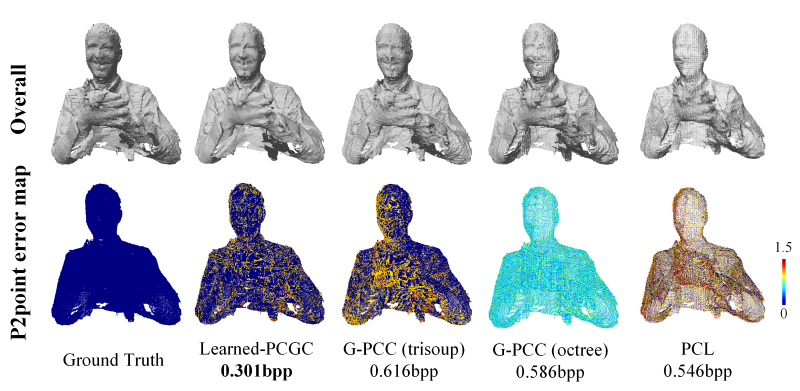 Overall
P2point error map
1.5
0
Ground Truth
Learned-PCGC
0.301bpp
G-PCC (trisoup)
0.616bpp
G-PCC (octree)
0.586bpp
PCL
0.546bpp